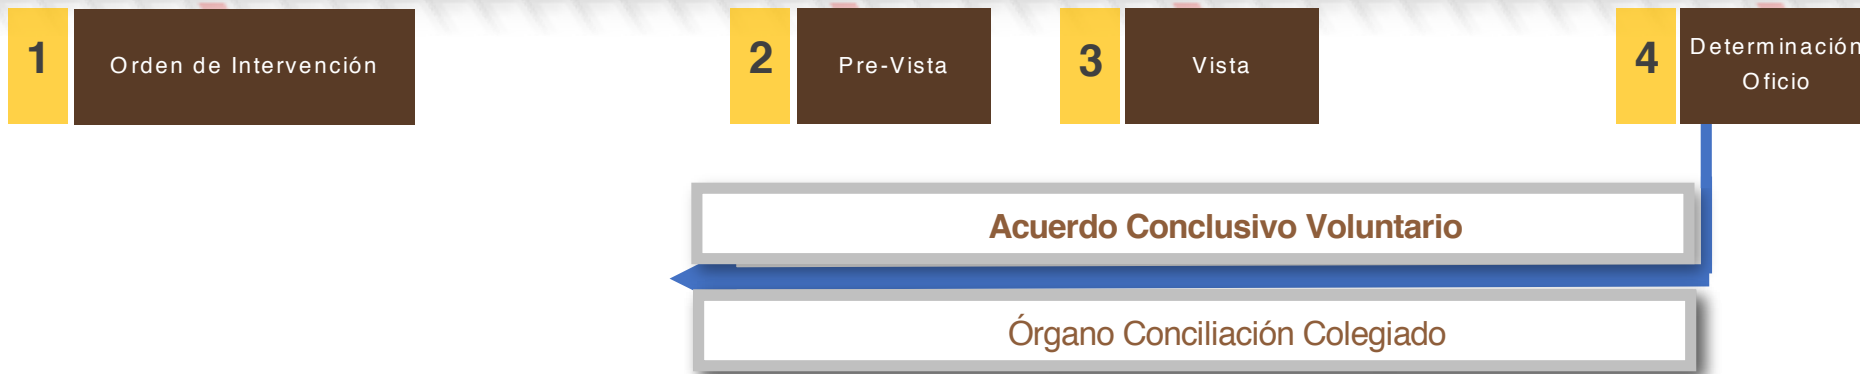 1
Orden de Intervención
2
Pre-Vista
3
Vista
4
Determinación
Oficio
Acuerdo Conclusivo Voluntario
Órgano Conciliación Colegiado